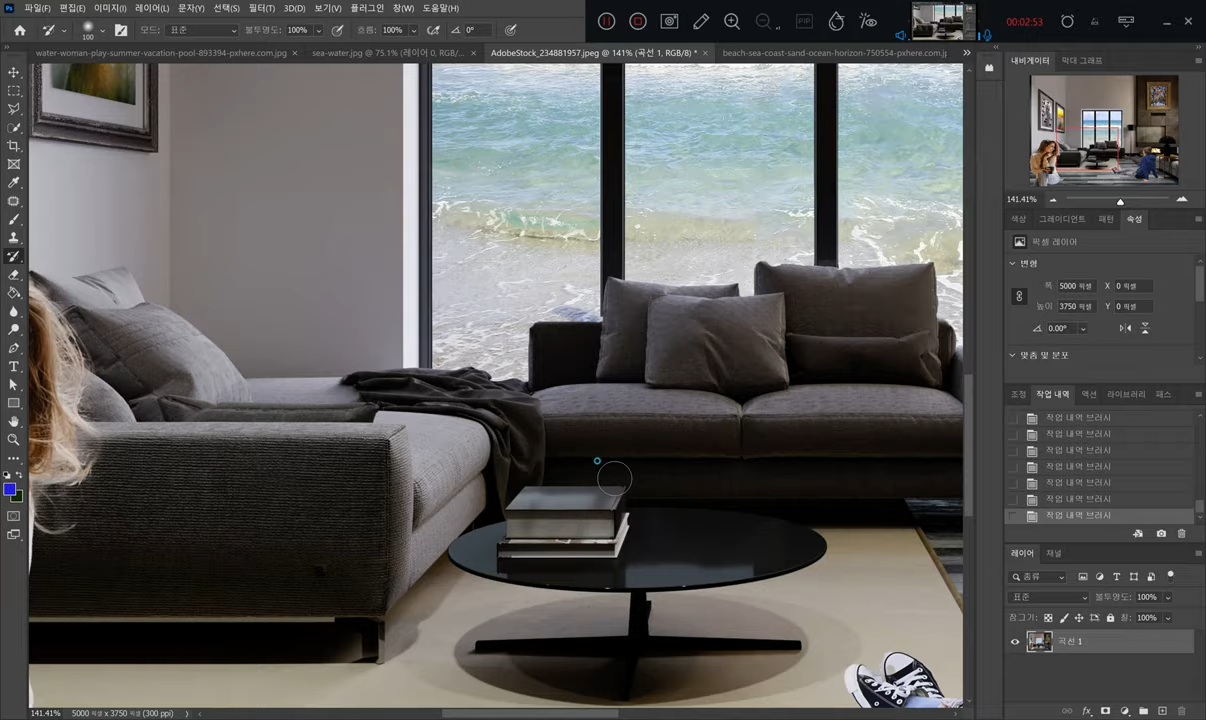 파일(F) 편집(E) 이미지(I) 레이어(L) 문자(Y) 선택(S) 필터(T) 3D(D) 보기(V) 플러그인 창(W) 도움말(H)
100 모드: 표준 불투명도: 100% 흐름: 100% 0°
PIP
00:02:53
water-woman-play-summer-vacation-pool-893394-pxhere.com.jpg × sea-water.jpg @ 75.1% (레이어 0, RGB/... × AdobeStock_234881957.jpeg @ 141% (곡선 1, RGB/8) * × beach-sea-coast-sand-ocean-horizon-750554-pxhere.com.j
내비게이터 막대 그래프
141.41%
색상 그레이디언트 패턴 속성
픽셀 레이어
변형
폭 5000 픽셀 X 0 픽셀
높이 3750 픽셀 Y 0 픽셀
0.00°
맞춤 및 분포
조정 작업 내역 액션 라이브러리 패스
작업 내역 브러시
작업 내역 브러시
작업 내역 브러시
작업 내역 브러시
작업 내역 브러시
작업 내역 브러시
작업 내역 브러시
레이어 채널
종류
표준 불투명도: 100%
잠그기: 칠: 100%
곡선 1
fx
141.41% 5000 픽셀 x 3750 픽셀 (300 ppi)